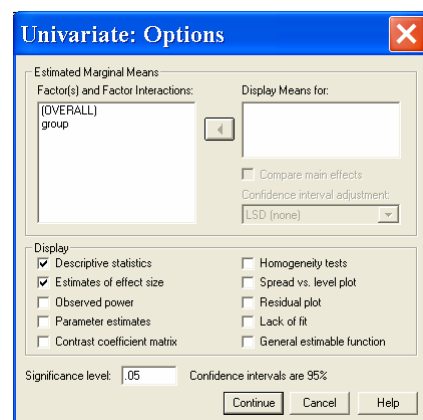 Univariate: Options
Estimated Marginal Means
Factor(s) and Factor Interactions:
(OVERALL)
group
Display Means for:
Compare main effects
Confidence interval adjustment:
LSD (none)
Display
Descriptive statistics
Estimates of effect size
Observed power
Parameter estimates
Contrast coefficient matrix
Homogeneity tests
Spread vs. level plot
Residual plot
Lack of fit
General estimable function
Significance level: .05 Confidence intervals are 95%
Continue Cancel Help